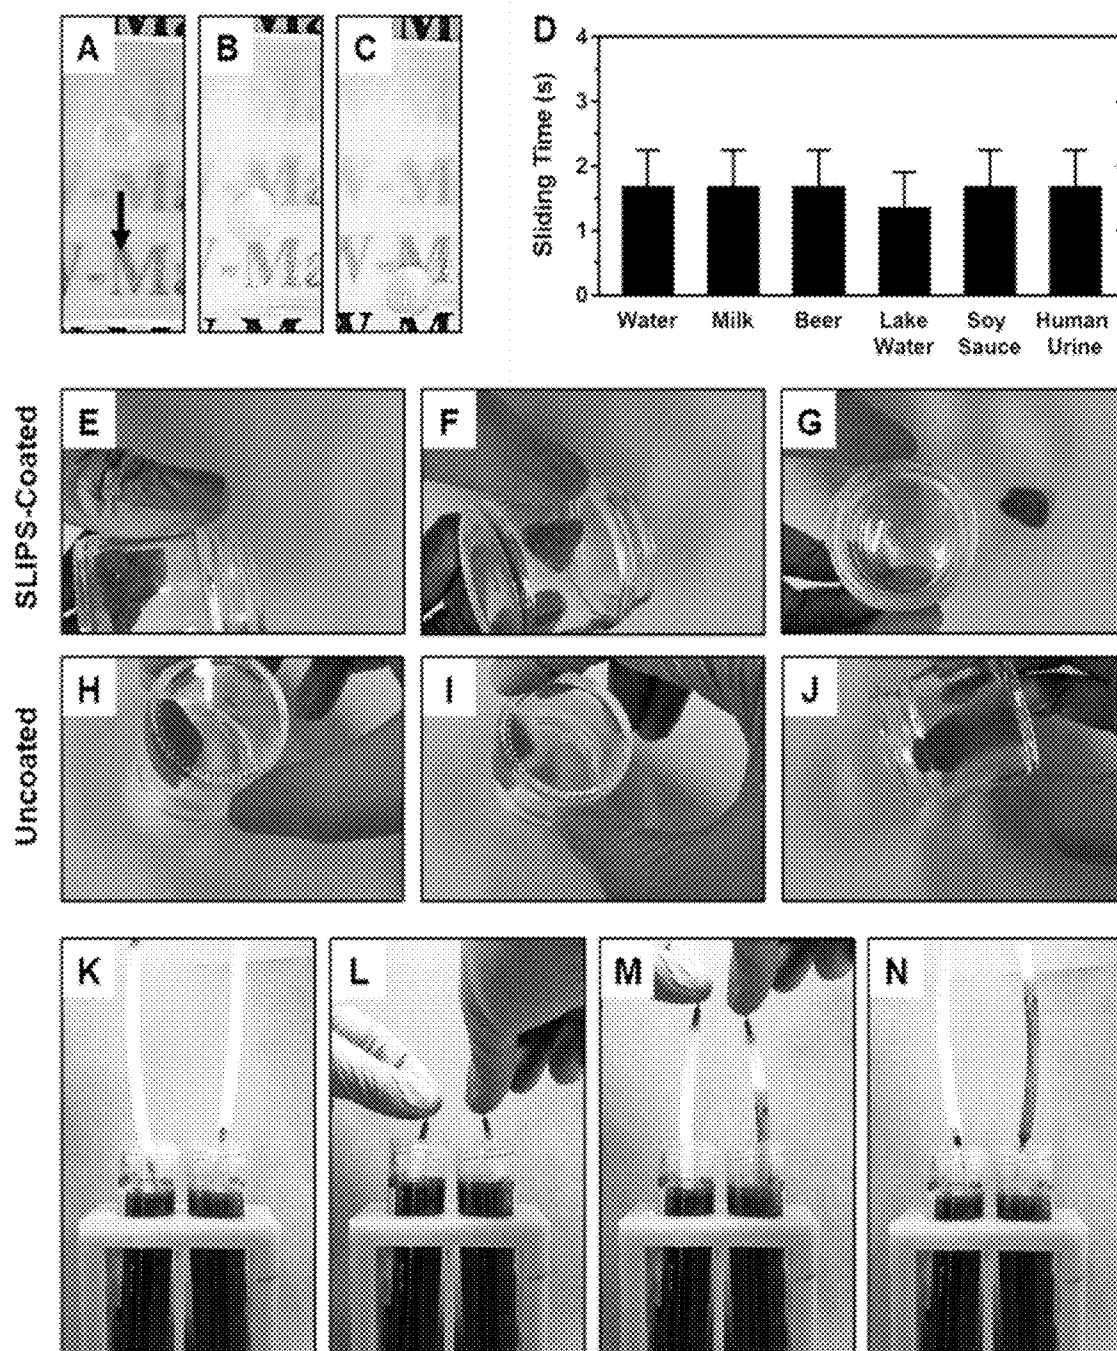 A
B
C
D
Sliding Time (s)
4
3
2
1
0
Water
Milk
Beer
Lake
Water
Soy
Sauce
Human
Urine
SLIPS-Coated
E
F
G
Uncoated
H
I
J
K
L
M
N